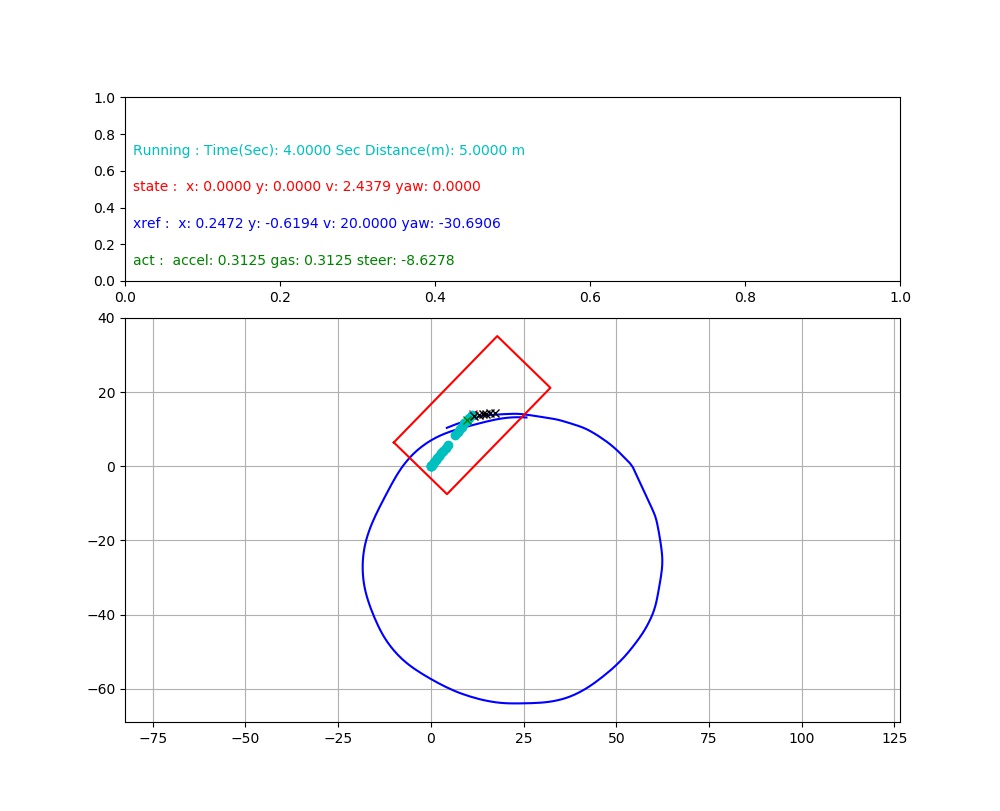 1.0
0.8
Running : Time(Sec): 4.0000 Sec Distance(m): 5.0000 m
0.6
state :  x: 0.0000 y: 0.0000 v: 2.4379 yaw: 0.0000
0.4
xref :  x: 0.2472 y: -0.6194 v: 20.0000 yaw: -30.6906
0.2
act :  accel: 0.3125 gas: 0.3125 steer: -8.6278
0.0
0.0 0.2 0.4 0.6 0.8 1.0
40
20
0
−20
−40
−60
−75 −50 −25 0 25 50 75 100 125